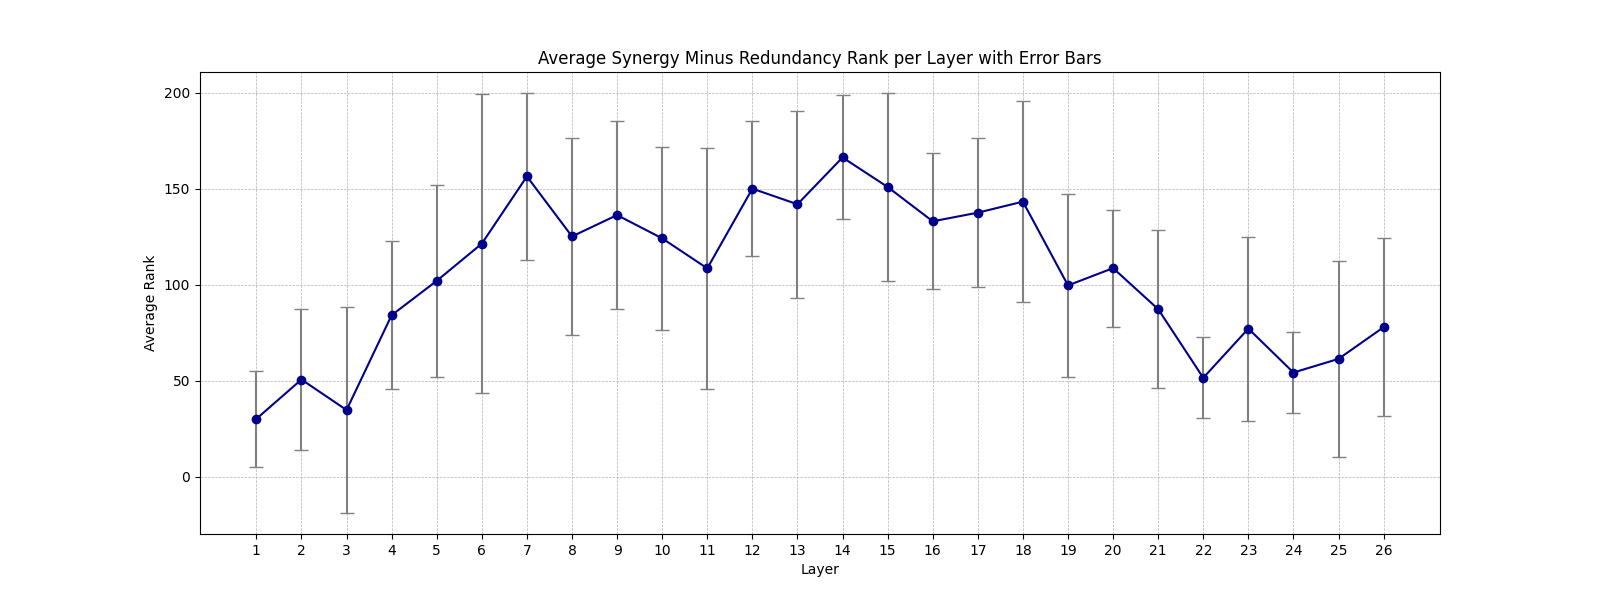 Average Synergy Minus Redundancy Rank per Layer with Error Bars
200
150
100
50
0
Average Rank
1 2 3 4 5 6 7 8 9 10 11 12 13 14 15 16 17 18 19 20 21 22 23 24 25 26
Layer